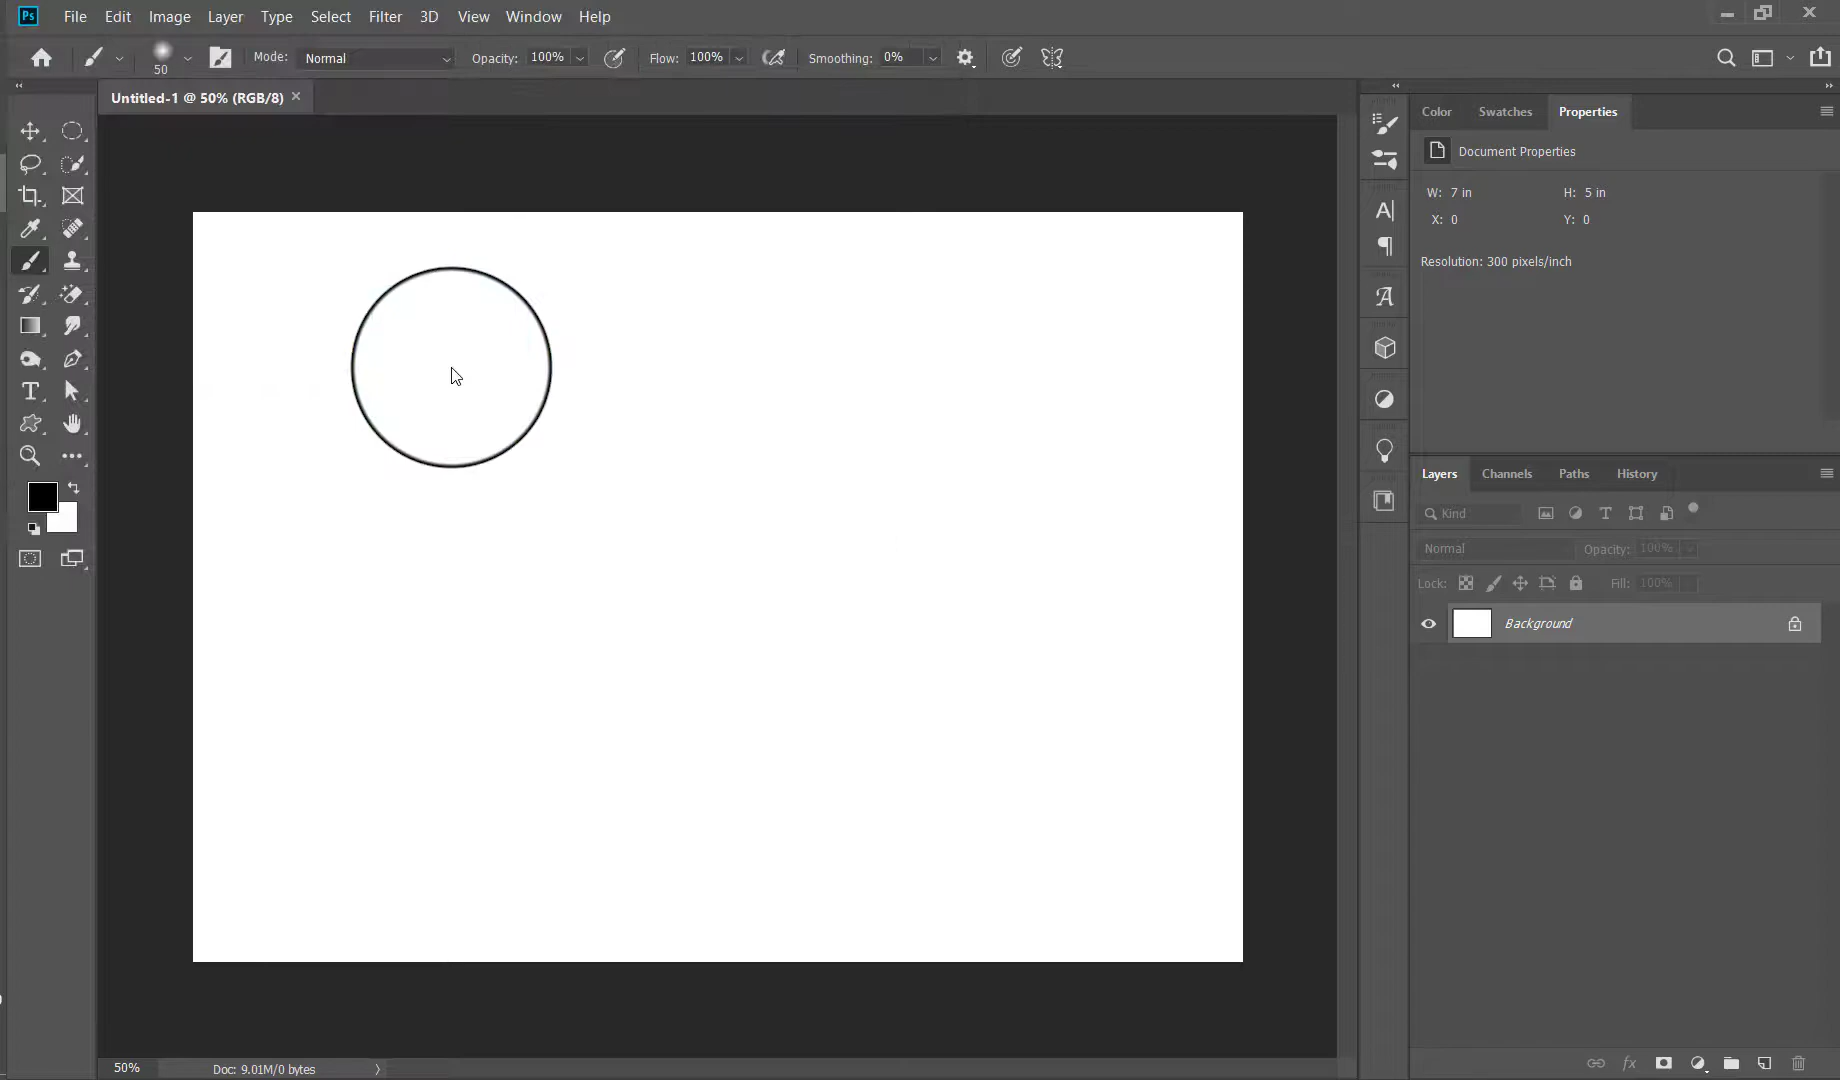 Ps File Edit Image Layer Type Select Filter 3D View Window Help
50 Mode: Normal Opacity: 100% Flow: 100% Smoothing: 0%
Untitled-1 @ 50% (RGB/8)
Color Swatches Properties
Document Properties
W: 7 in H: 5 in
X: 0 Y: 0
Resolution: 300 pixels/inch
Layers Channels Paths History
Kind
Normal Opacity: 100%
Lock: Fill: 100%
Background
50% Doc: 9.01M/0 bytes